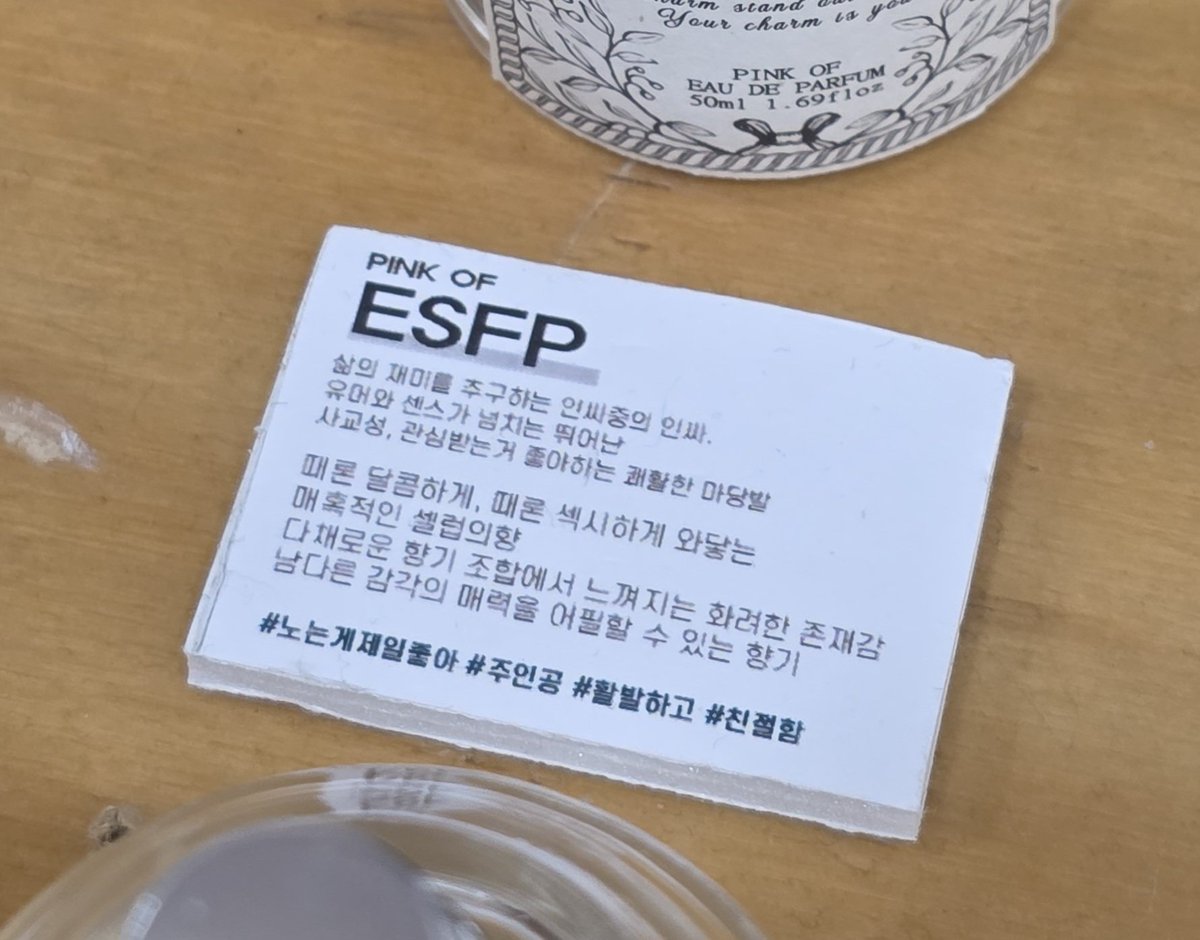 Your charm is
PINK OF
EAU DE PARFUM
50ml 1.69floz
PINK OF
ESFP
삶의 재미를 추구하는 인싸중의 인싸.
유머와 센스가 넘치는 뛰어난
사교성, 관심받는거 좋아하는 쾌활한 마당발
때론 달콤하게, 때론 섹시하게 와닿는
매혹적인 셀럽의향
다채로운 향기 조합에서 느껴지는 화려한 존재감
남다른 감각의 매력을 어필할 수 있는 향기
#노는게제일좋아 #주인공 #활발하고 #친절함